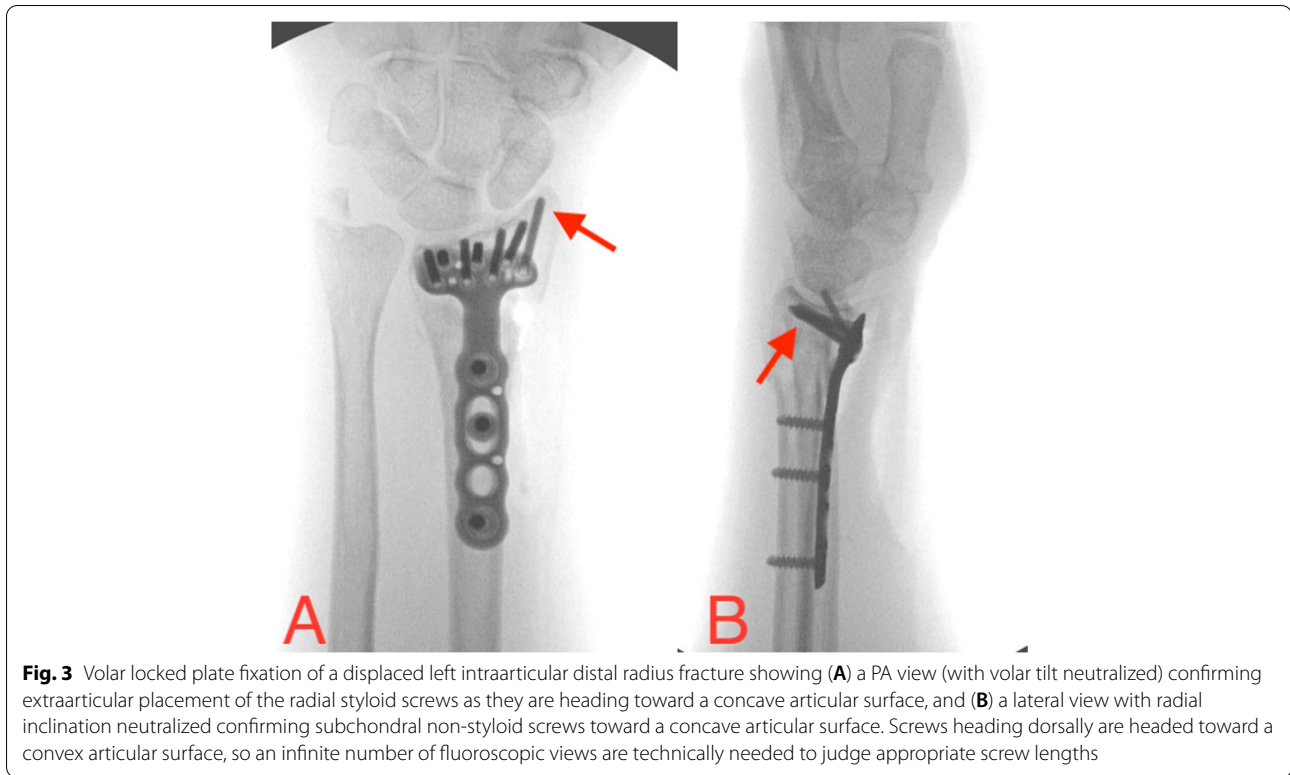 A
B
Fig. 3 Volar locked plate fixation of a displaced left intraarticular distal radius fracture showing (A) a PA view (with volar tilt neutralized) confirming
extraarticular placement of the radial styloid screws as they are heading toward a concave articular surface, and (B) a lateral view with radial
inclination neutralized confirming subchondral non-styloid screws toward a concave articular surface. Screws heading dorsally are headed toward a
convex articular surface, so an infinite number of fluoroscopic views are technically needed to judge appropriate screw lengths